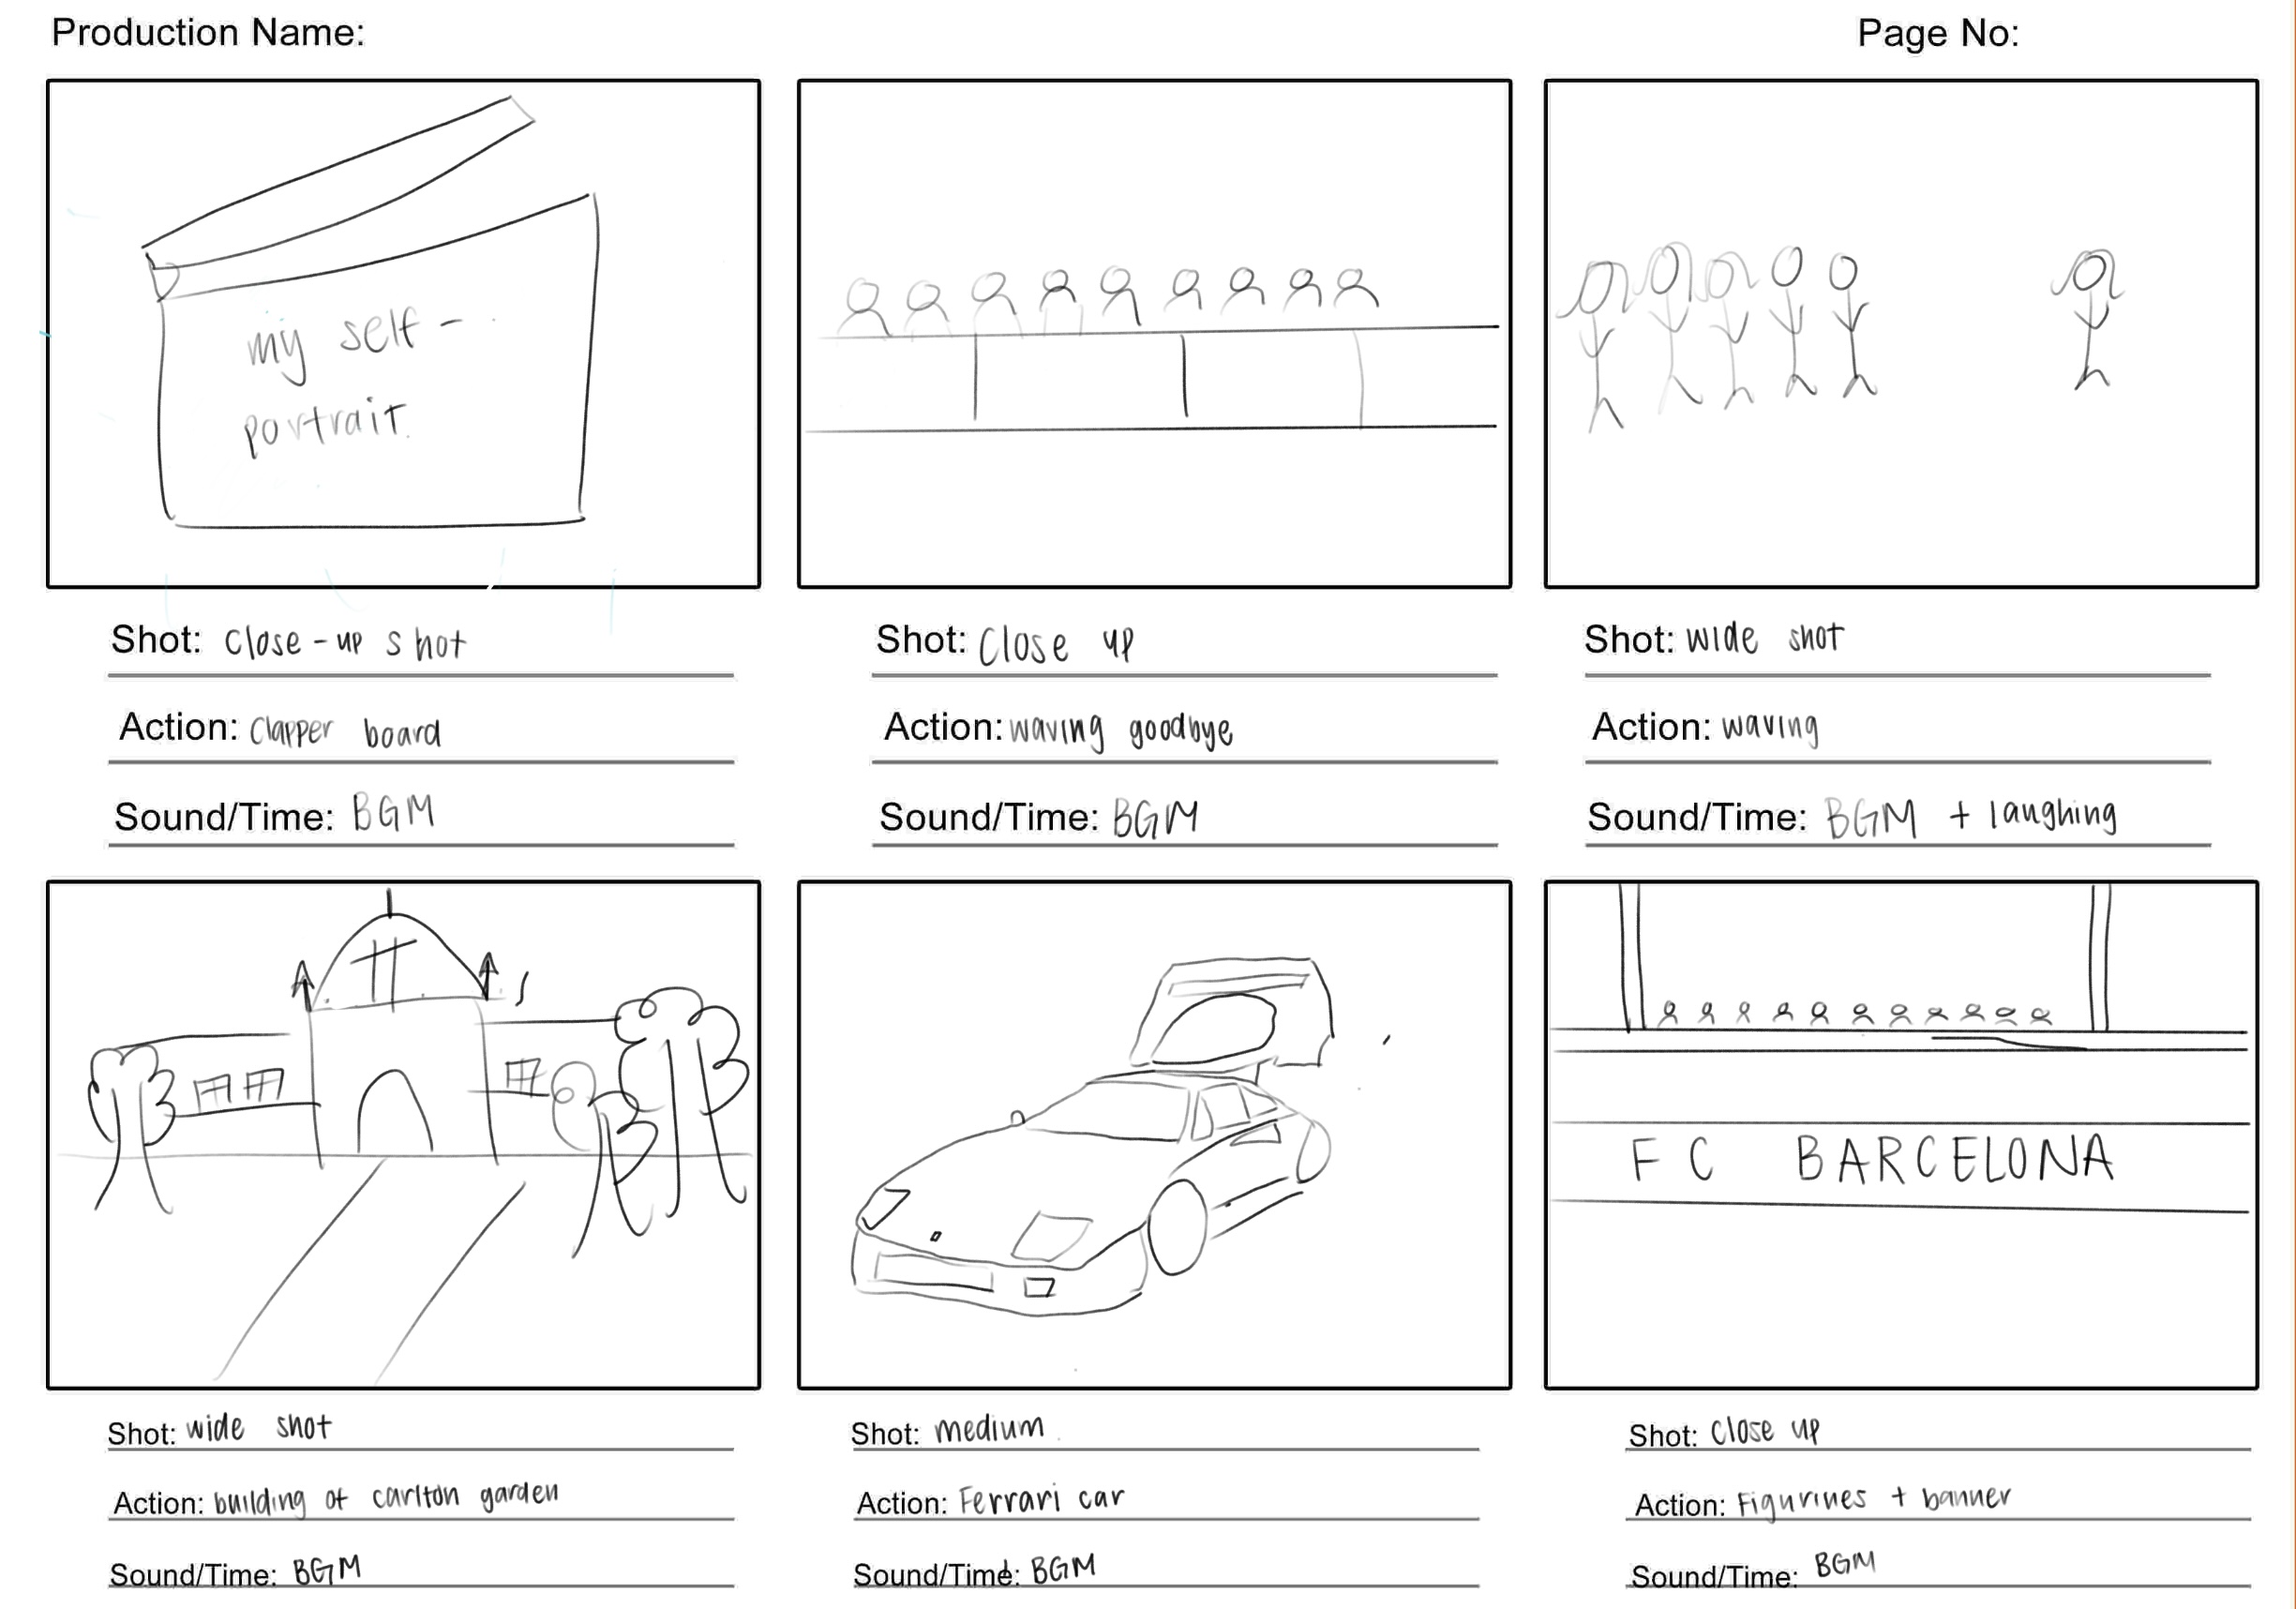 Production Name:
Page No:
my self-
portrait.
Shot: Close-up shot
Shot: Close up
Shot: wide shot
Action: Clapper board
Action: waving goodbye
Action: waving
Sound/Time: BGM
Sound/Time: BGM
Sound/Time: BGM + laughing
FC BARCELONA
Shot: wide shot
Shot: medium
Shot: Close up
Action: building of carlton garden
Action: Ferrari car
Action: Figurines + banner
Sound/Time: BGM
Sound/Time: BGM
Sound/Time: BGM